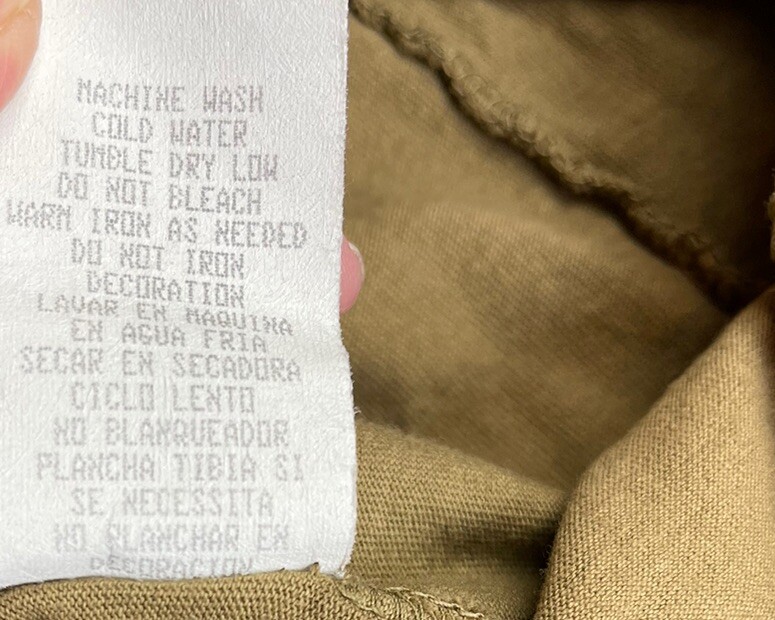 MACHINE WASH
COLD WATER
TUMBLE DRY LOW
DO NOT BLEACH
WARM IRON AS NEEDED
DO NOT IRON
DECORATION
LAVAR EN MAQUINA
EN AGUA FRIA
SECAR EN SECADORA
CICLO LENTO
NO BLANQUEADOR
PLANCHA TIBIA SI
SE NECESSITA
NO PLANCHAR EN
DECORACION